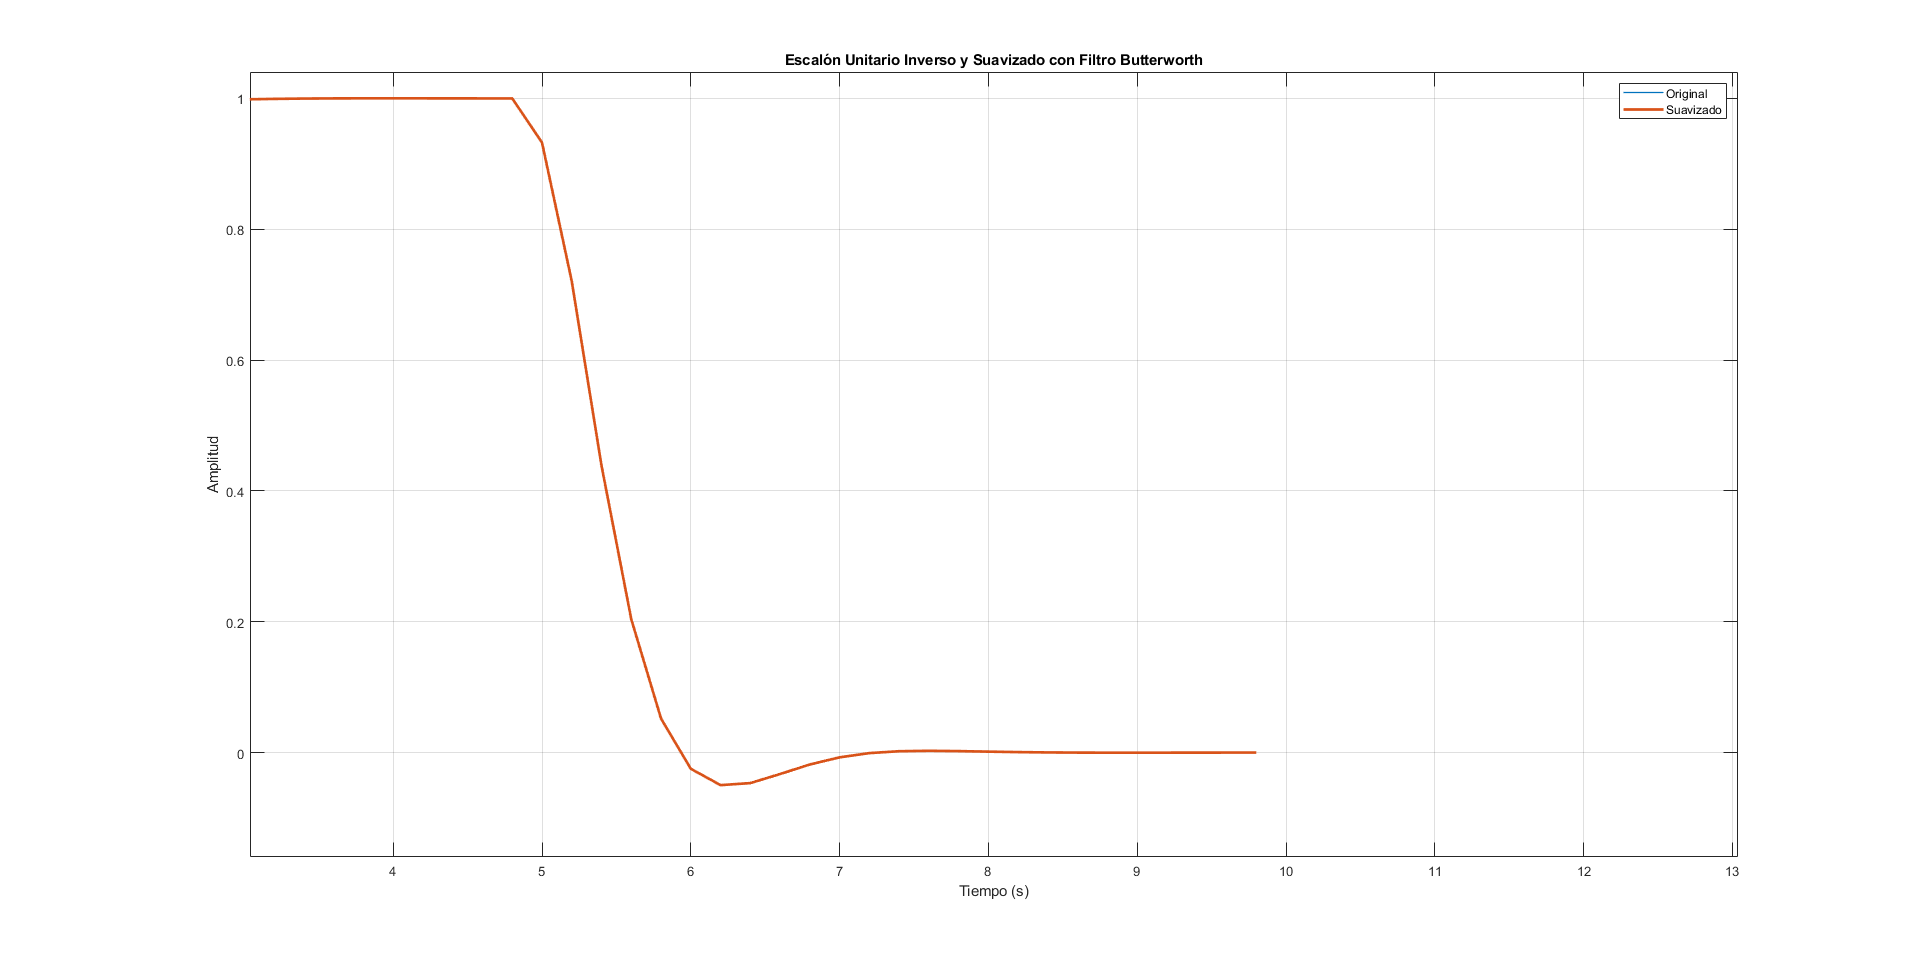 Escalón Unitario Inverso y Suavizado con Filtro Butterworth
Original
Suavizado
1
0.8
0.6
0.4
0.2
0
Amplitud
4 5 6 7 8 9 10 11 12 13
Tiempo (s)